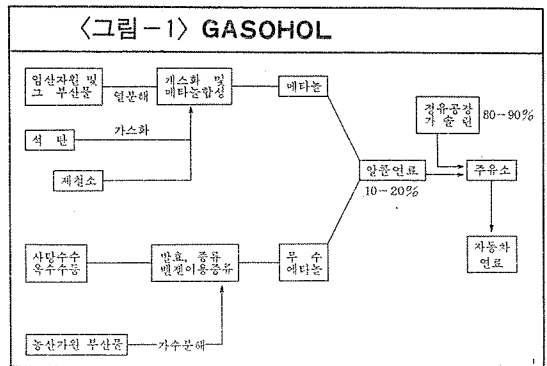 〈그림-1〉 GASOHOL
임산자원 및
그 부산물
열분해
개스화 및
메타놀합성
메타놀
정유공장
가솔린
80~90%
석탄
가스화
알콜연료
10~20%
주유소
제철소
자동차
연료
사탕수수
옥수수등
발효, 증류
벤젠이용증류
무수
에타놀
농산가원 부산물
가수분해